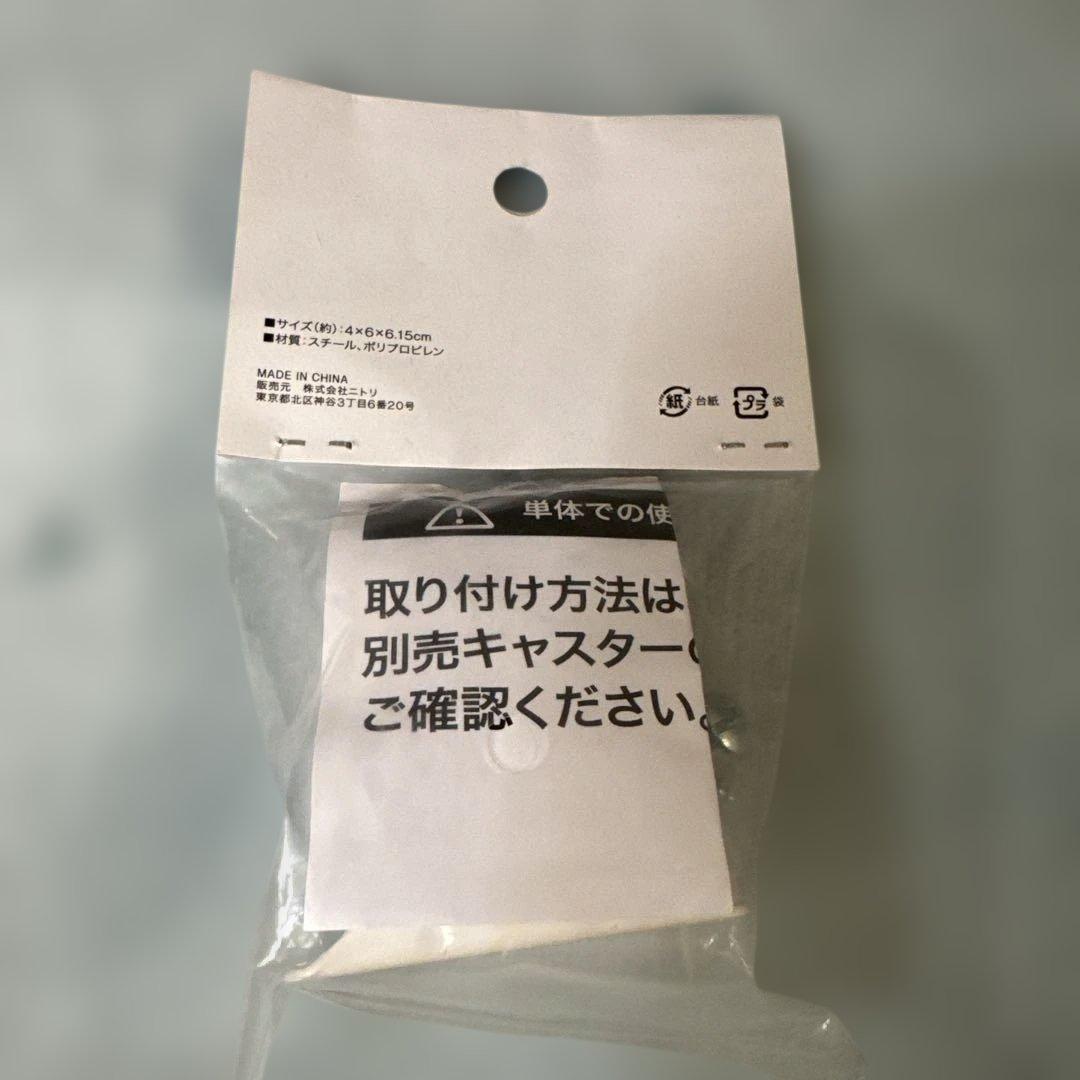 ■サイズ(約):4×6×6.15cm
■材質:スチール、ポリプロピレン
MADE IN CHINA
販売元 株式会社ニトリ
東京都北区神谷3丁目6番20号
紙 台紙 プラ 袋
単体での使
取り付け方法は
別売キャスターの
ご確認ください。